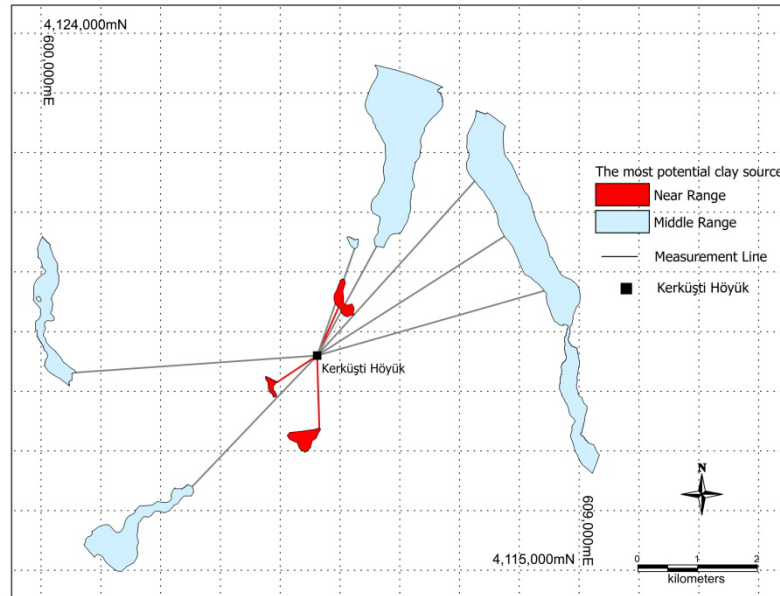 4,124,000mN
600,000mE
The most potential clay source
Near Range
Middle Range
Measurement Line
Kerküşti Höyük
Kerküşti Höyük
N
609,000mE
4,115,000mN
0 1 2
kilometers